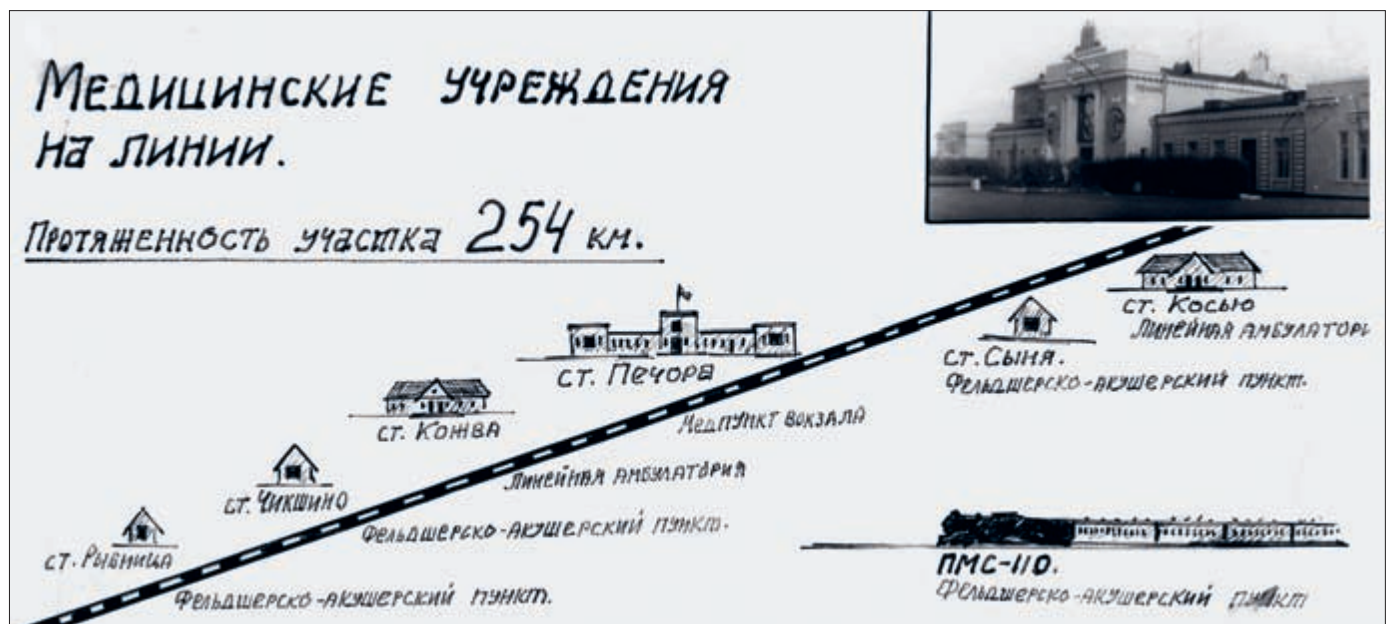 Медицинские учреждения
на линии.
Протяженность участка 254 км.
ст. Косью
Линейная амбулатори
ст. Сыня.
Фельдшерско-акушерский пункт.
ст. Печора
Медпункт вокзала
ст. Кожва
Линейная амбулатория
ст. Чикшино
Фельдшерско-акушерский пункт.
ст. Рыбница
Фельдшерско-акушерский пункт.
ПМС-110.
Фельдшерско-акушерский пункт